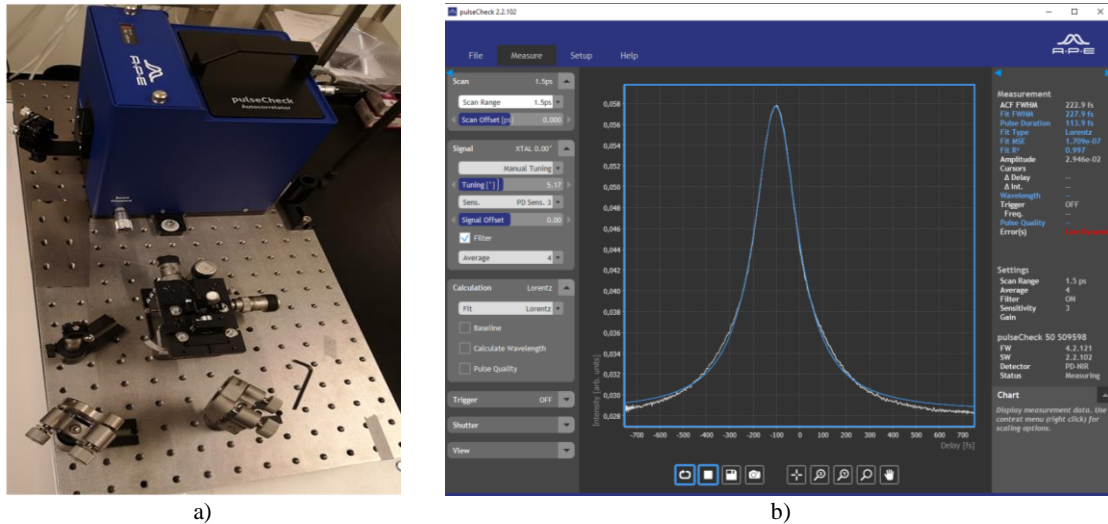 APE
pulseCheck
Autocorrelator
a)
pulseCheck 2.2.102
File Measure Setup Help
APE
Scan 1.5ps
Scan Range 1.5ps
Scan Offset [ps] 0.000
Signal XTAL 0.00°
Manual Tuning
Tuning [°] 5.17
Sens. PD Sens. 3
Signal Offset 0.00
Filter
Average 4
Calculation Lorentz
Fit Lorentz
Baseline
Calculate Wavelength
Pulse Quality
Trigger OFF
Shutter
View
Intensity [arb. units]
0,058
0,056
0,054
0,052
0,050
0,048
0,046
0,044
0,042
0,040
0,038
0,036
0,034
0,032
0,030
0,028
-700 -600 -500 -400 -300 -200 -100 0 100 200 300 400 500 600 700
Delay [fs]
Measurement
ACF FWHM 222.9 fs
Fit FWHM 227.9 fs
Pulse Duration 113.9 fs
Fit Type Lorentz
Fit MSE 1.709e-07
Fit R² 0.997
Amplitude 2.946e-02
Cursors
Δ Delay --
Δ Int. --
Wavelength --
Trigger OFF
Freq. --
Pulse Quality --
Error(s)
Settings
Scan Range 1.5 ps
Average 4
Filter ON
Sensitivity 3
Gain
pulseCheck 50 S09598
FW 4.2.121
SW 2.2.102
Detector PD-NIR
Status Measuring
Chart
Display measurement data. Use
context menu (right click) for
scaling options.
b)